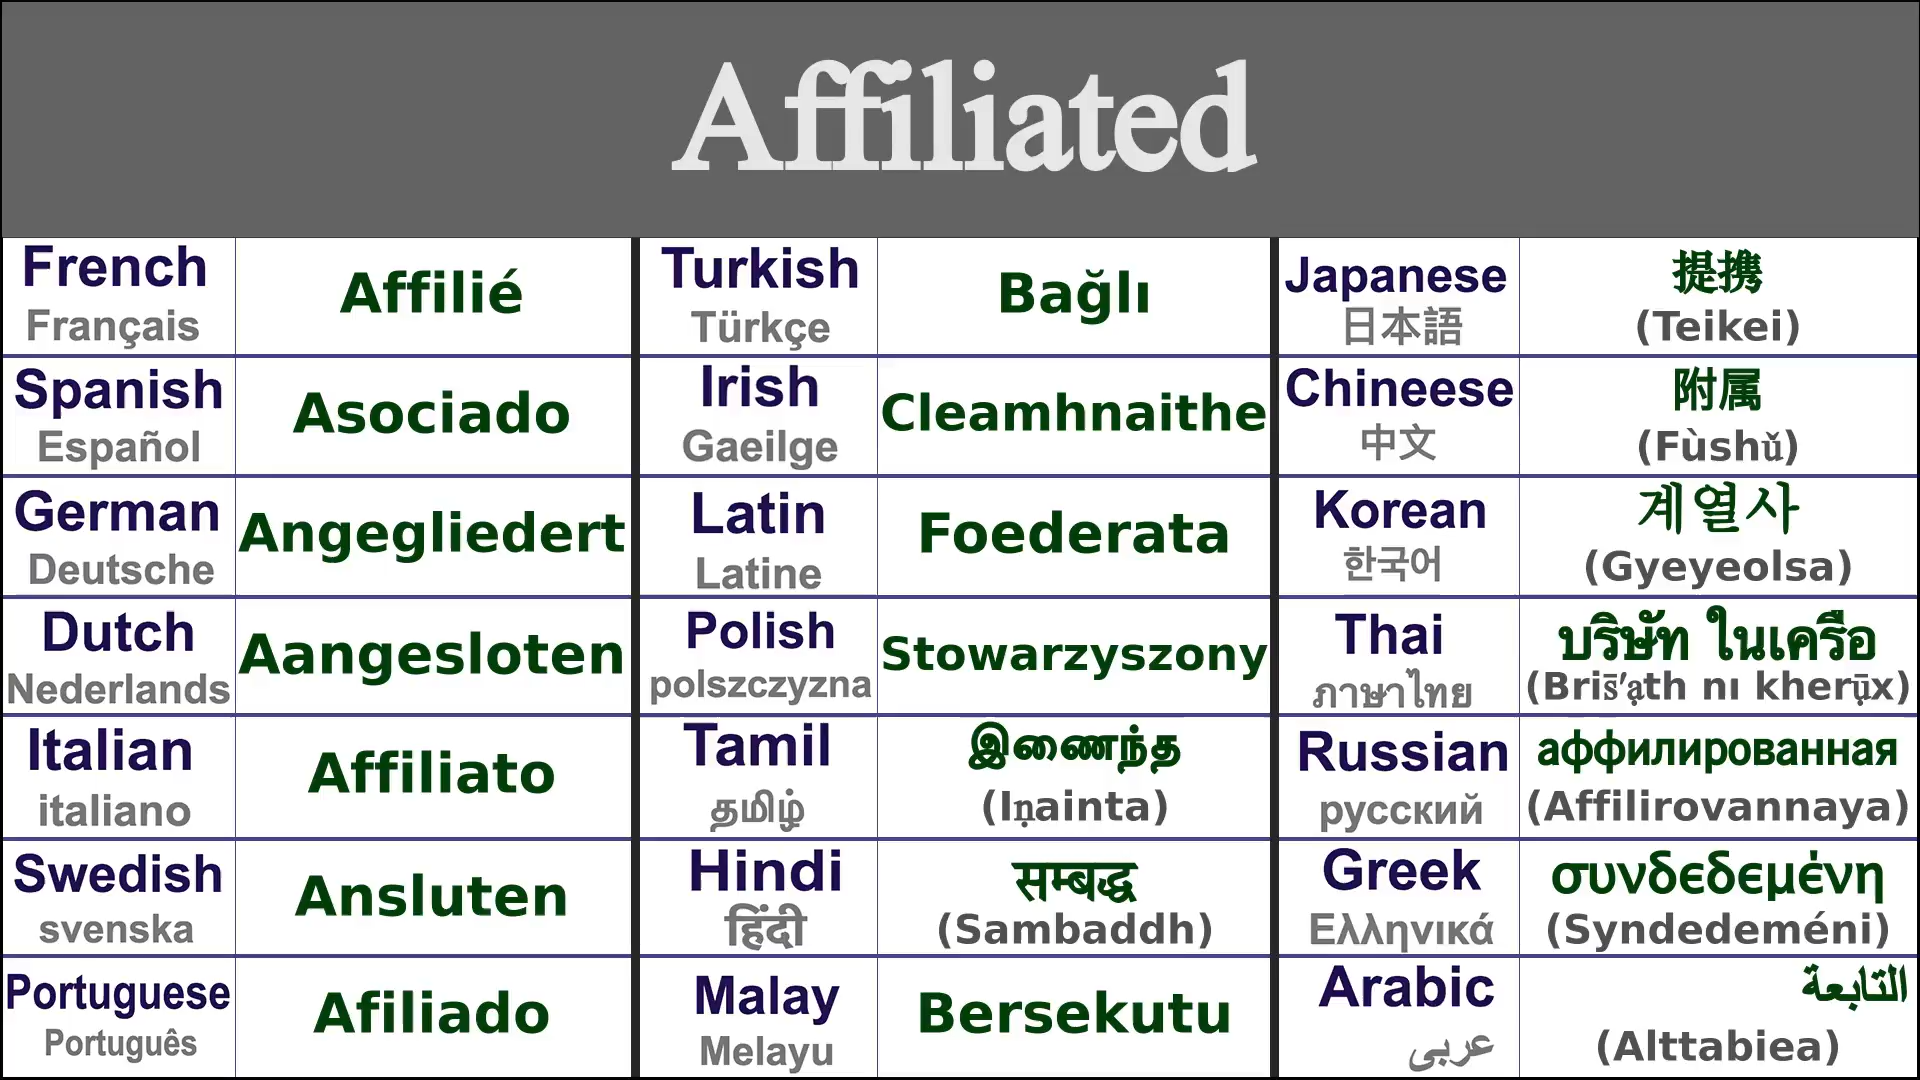 Affiliated
French
Français
Affilié
Turkish
Türkçe
Bağlı
Japanese
日本語
提携
(Teikei)
Spanish
Español
Asociado
Irish
Gaeilge
Cleamhnaithe
Chineese
中文
附属
(Fùshǔ)
German
Deutsche
Angegliedert
Latin
Latine
Foederata
Korean
한국어
계열사
(Gyeyeolsa)
Dutch
Nederlands
Aangesloten
Polish
polszczyzna
Stowarzyszony
Thai
ภาษาไทย
บริษัท ในเครือ
(Bris̄ʹạth nı kherụ̄x)
Italian
italiano
Affiliato
Tamil
தமிழ்
இணைந்த
(Iṇainta)
Russian
русский
аффилированная
(Affilirovannaya)
Swedish
svenska
Ansluten
Hindi
हिंदी
सम्बद्ध
(Sambaddh)
Greek
Ελληνικά
συνδεδεμένη
(Syndedeméni)
Portuguese
Português
Afiliado
Malay
Melayu
Bersekutu
Arabic
عربى
التابعة
(Alttabiea)